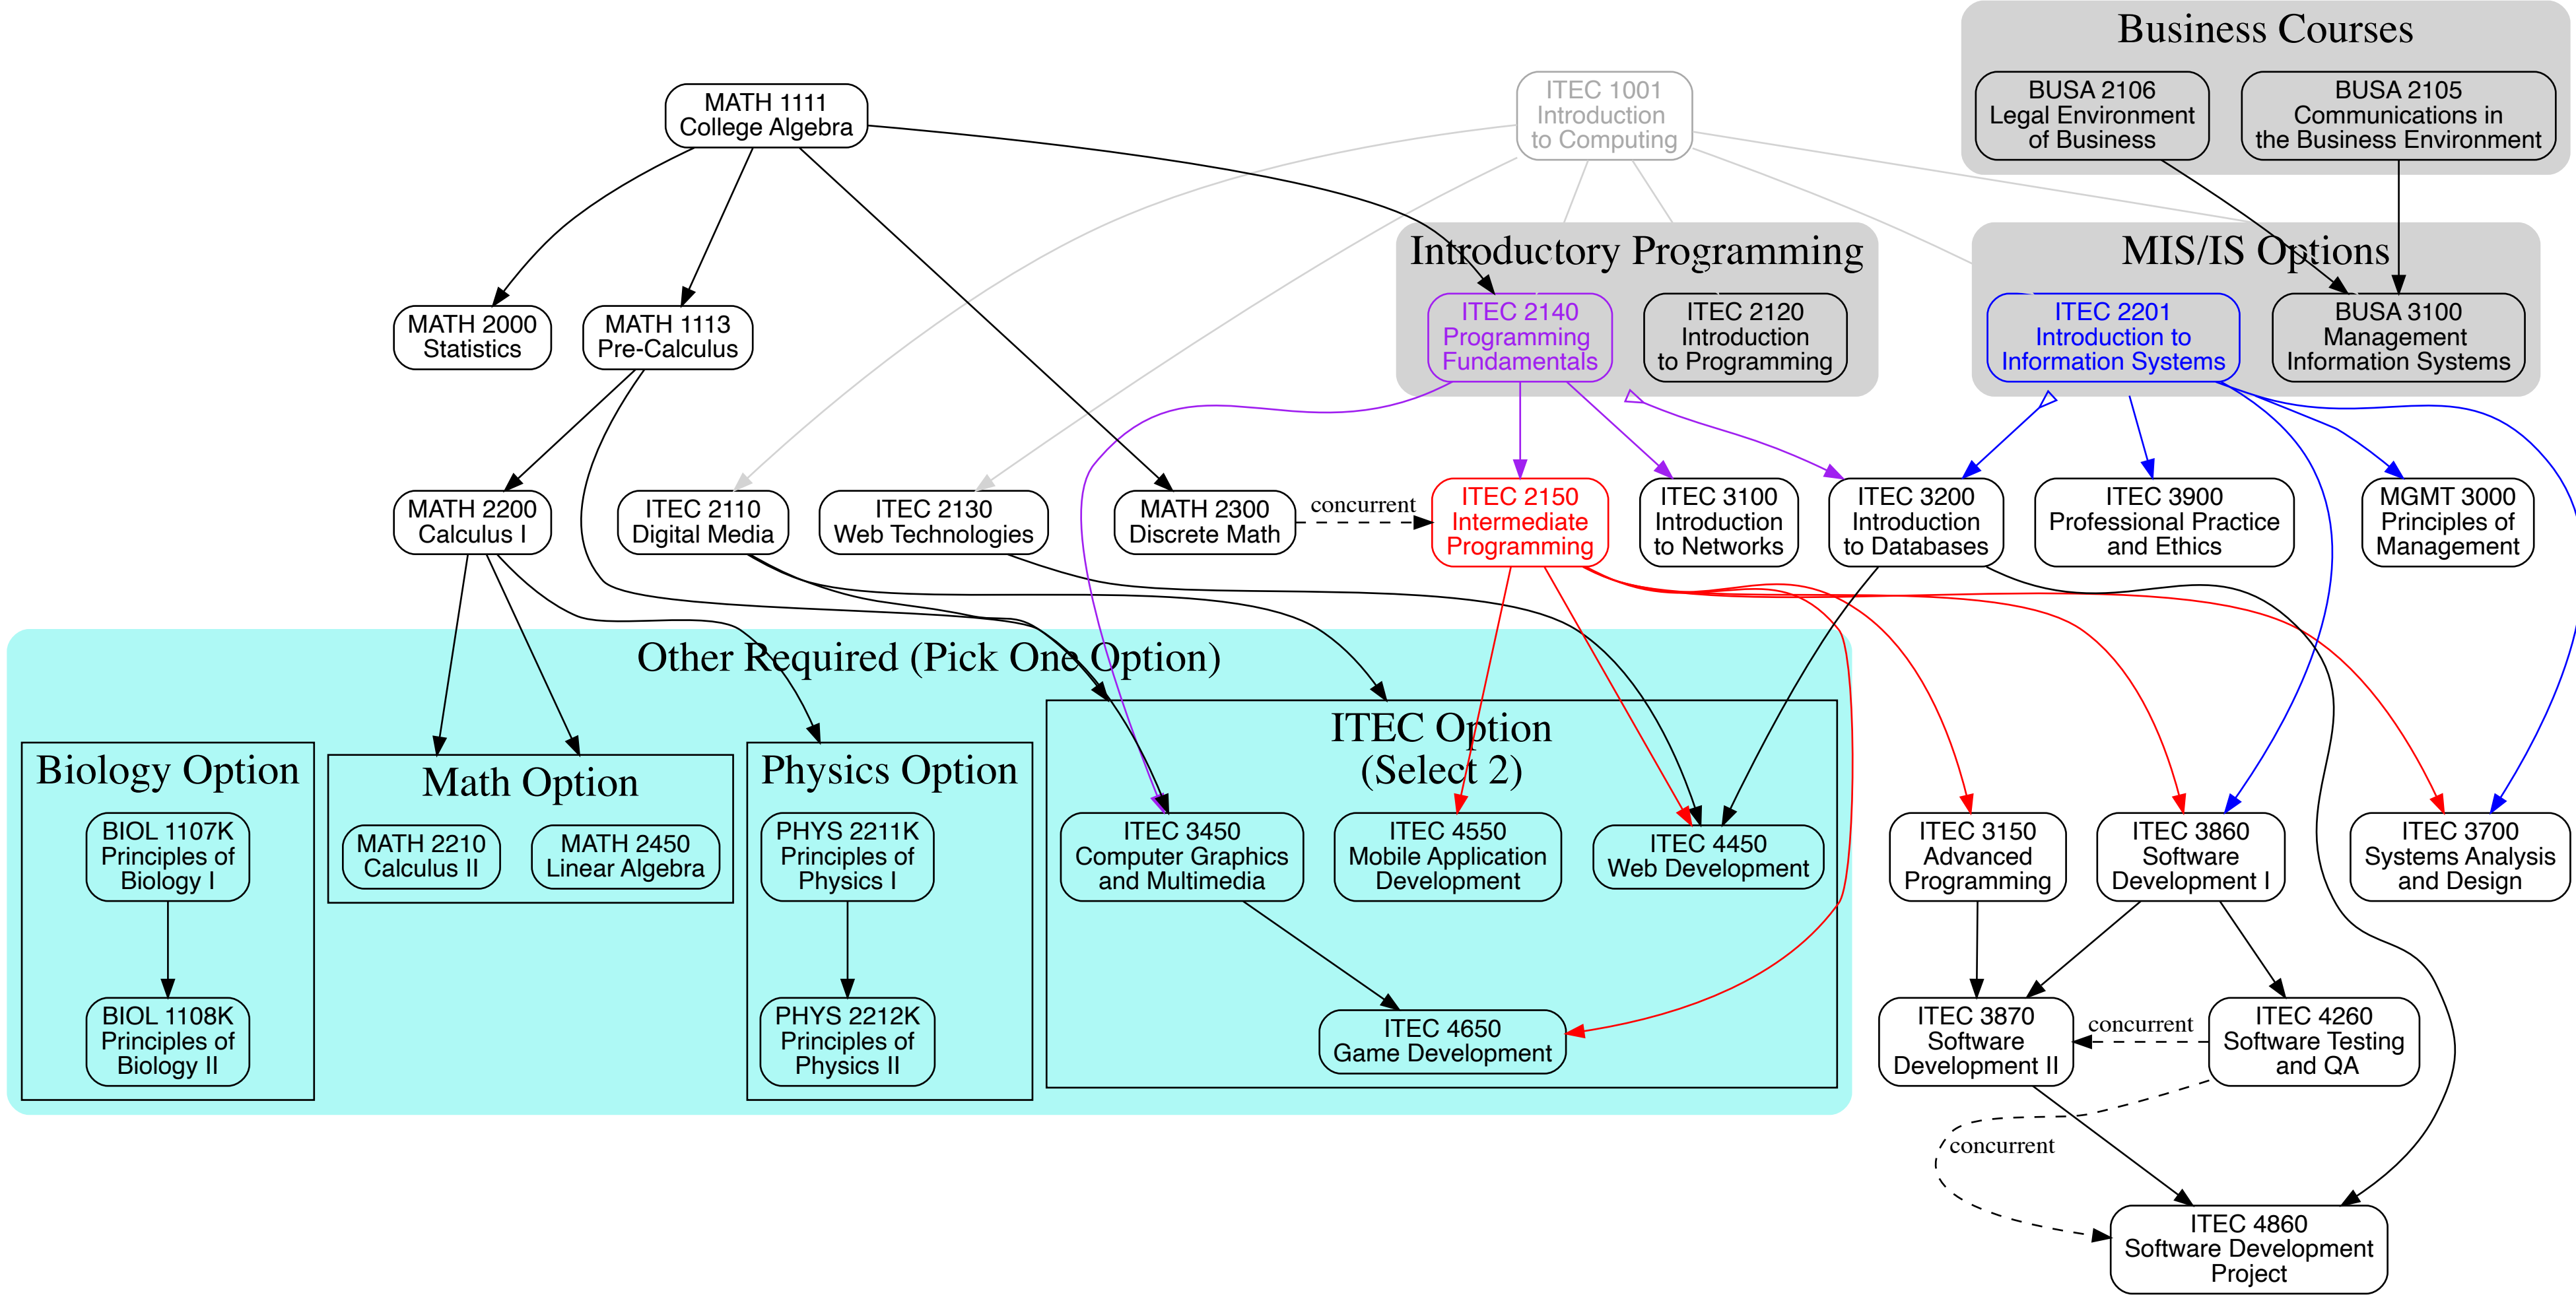 Business Courses
MATH 1111
College Algebra
ITEC 1001
Introduction
to Computing
BUSA 2106
Legal Environment
of Business
BUSA 2105
Communications in
the Business Environment
Introductory Programming
MIS/IS Options
MATH 2000
Statistics
MATH 1113
Pre-Calculus
ITEC 2140
Programming
Fundamentals
ITEC 2120
Introduction
to Programming
ITEC 2201
Introduction to
Information Systems
BUSA 3100
Management
Information Systems
MATH 2200
Calculus I
ITEC 2110
Digital Media
ITEC 2130
Web Technologies
MATH 2300
Discrete Math
concurrent
ITEC 2150
Intermediate
Programming
ITEC 3100
Introduction
to Networks
ITEC 3200
Introduction
to Databases
ITEC 3900
Professional Practice
and Ethics
MGMT 3000
Principles of
Management
Other Required (Pick One Option)
Biology Option
BIOL 1107K
Principles of
Biology I
BIOL 1108K
Principles of
Biology II
Math Option
MATH 2210
Calculus II
MATH 2450
Linear Algebra
Physics Option
PHYS 2211K
Principles of
Physics I
PHYS 2212K
Principles of
Physics II
ITEC Option
(Select 2)
ITEC 3450
Computer Graphics
and Multimedia
ITEC 4550
Mobile Application
Development
ITEC 4450
Web Development
ITEC 4650
Game Development
ITEC 3150
Advanced
Programming
ITEC 3860
Software
Development I
ITEC 3700
Systems Analysis
and Design
ITEC 3870
Software
Development II
concurrent
ITEC 4260
Software Testing
and QA
concurrent
ITEC 4860
Software Development
Project